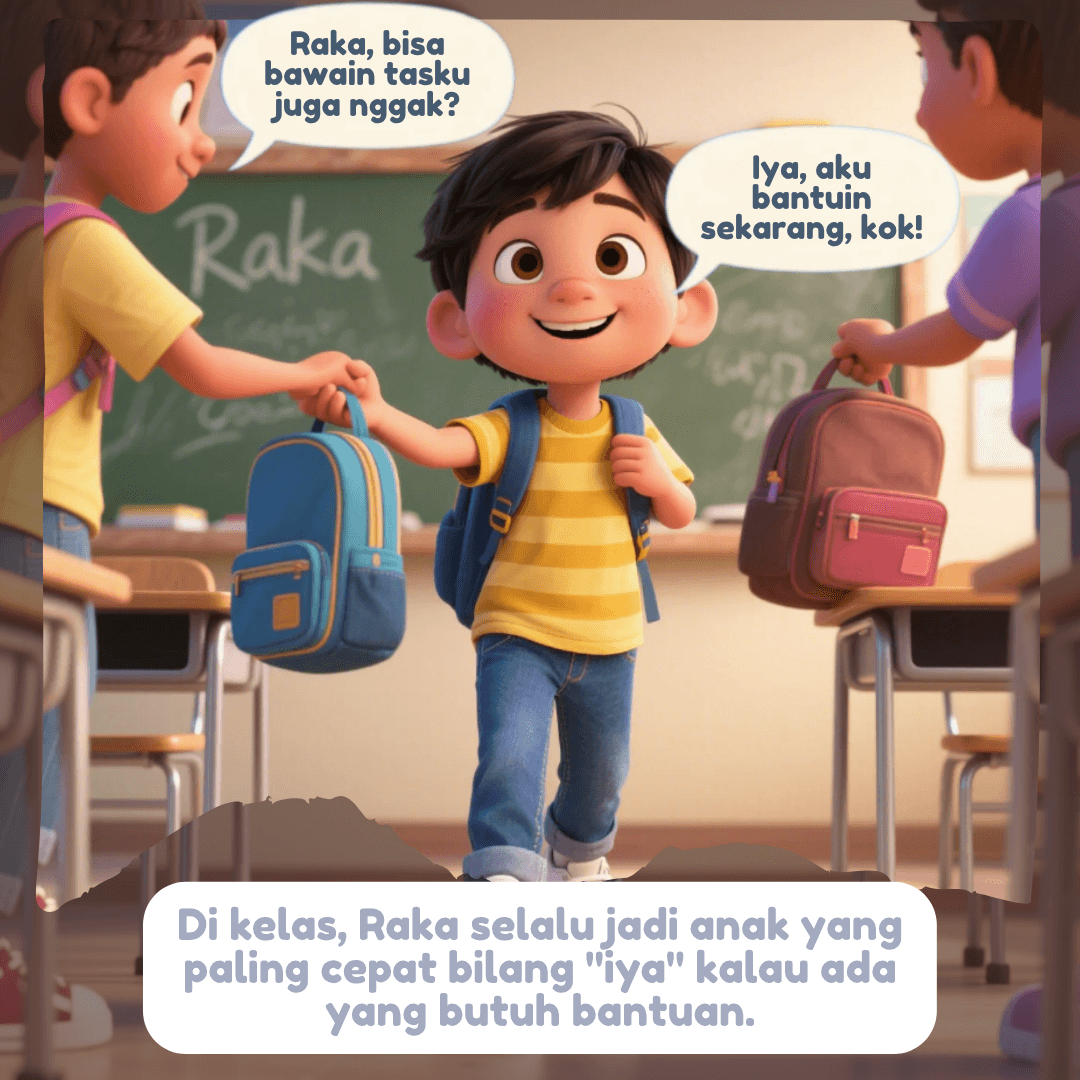 Raka, bisa
bawain tasku
juga nggak?
Iya, aku
bantuin
sekarang, kok!
Raka
Di kelas, Raka selalu jadi anak yang
paling cepat bilang "iya" kalau ada
yang butuh bantuan.